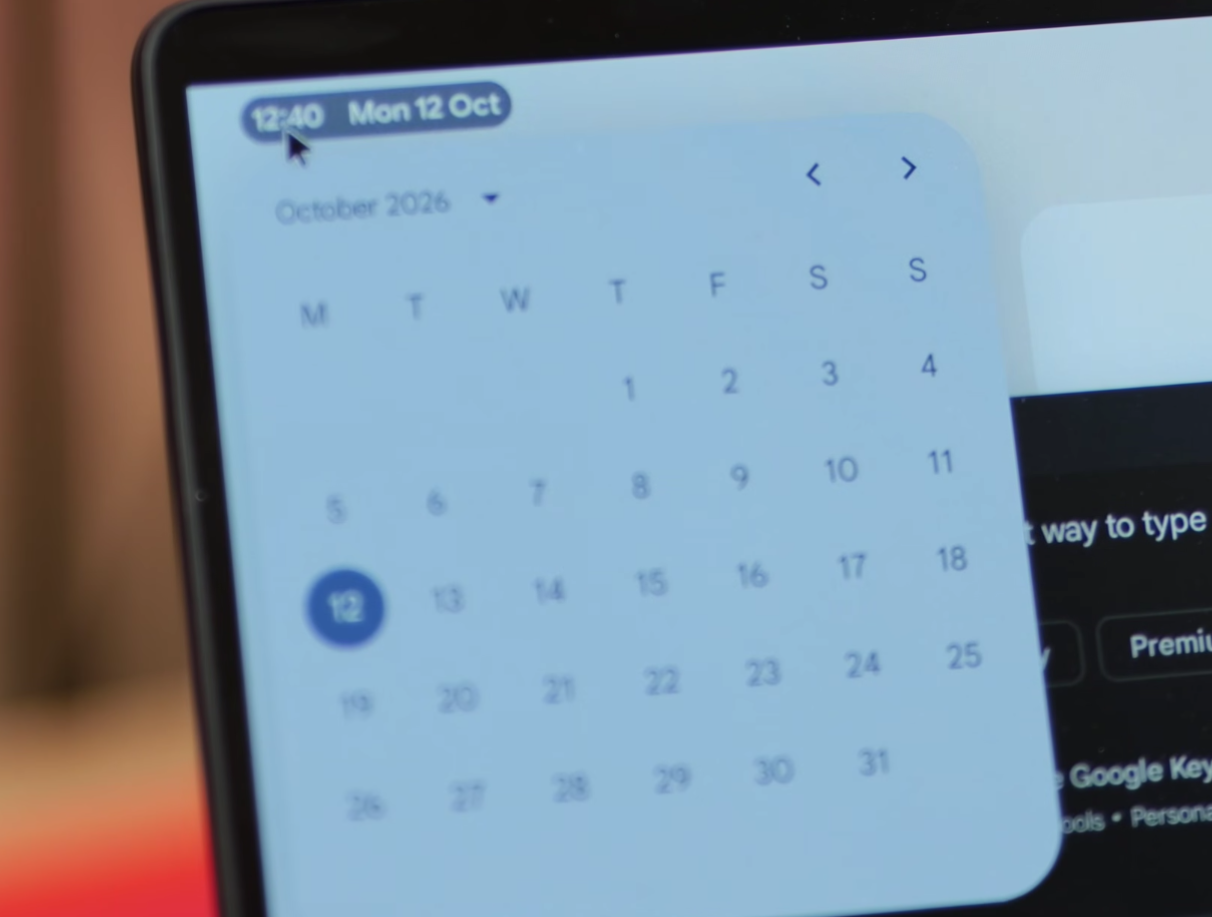 12:40 Mon 12 Oct
October 2026
M T W T F S S
1 2 3 4
5 6 7 8 9 10 11
12 13 14 15 16 17 18
19 20 21 22 23 24 25
26 27 28 29 30 31
way to type
Google Key